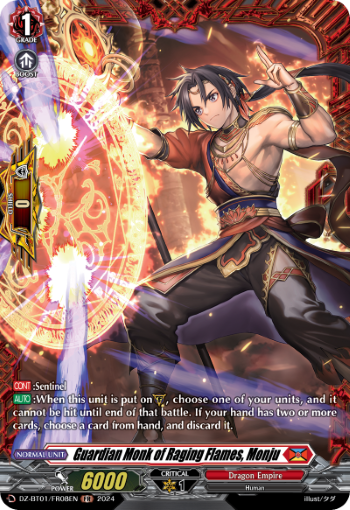 1
GRADE
BOOST
0
CONT :Sentinel
AUTO :When this unit is put on , choose one of your units, and it
cannot be hit until end of that battle. If your hand has two or more
cards, choose a card from hand, and discard it.
NORMAL UNIT
Guardian Monk of Raging Flames, Monju
POWER 6000
CRITICAL
1
Dragon Empire
Human
D DZ-BT01/FR08EN FR 2024
illust/タダ